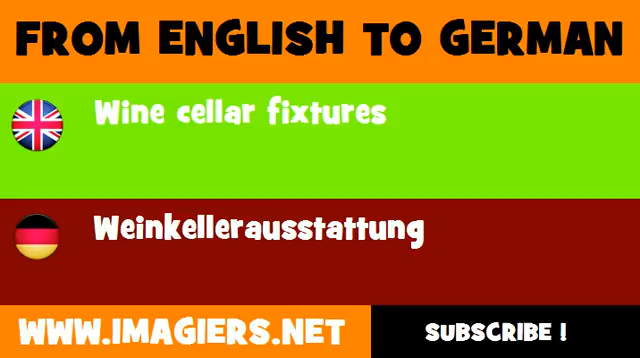 FROM ENGLISH TO GERMAN
Wine cellar fixtures
Weinkellerausstattung
WWW.IMAGIERS.NET
SUBSCRIBE !